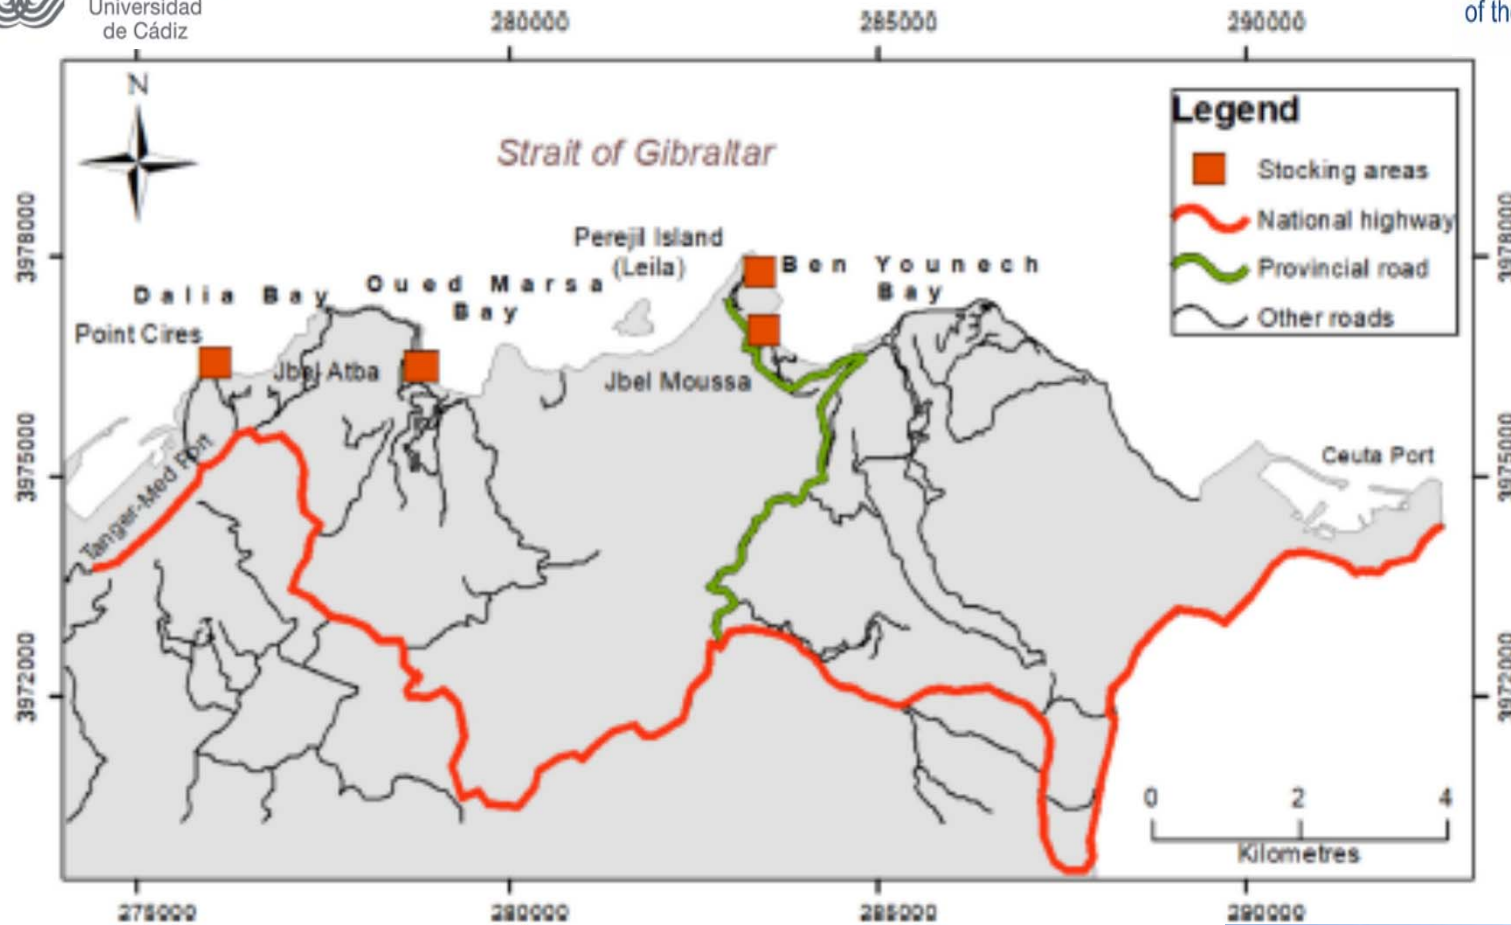 Universidad
de Cádiz
of th
280000
285000
290000
N
Strait of Gibraltar
Legend
Stocking areas
National highway
Provincial road
Other roads
3978000
3978000
Perejil Island
(Leila)
Ben Younech
Bay
Dalia Bay
Oued Marsa
Bay
Point Cires
Jbel Atba
Jbel Moussa
3975000
3975000
Tanger-Med Port
Ceuta Port
3972000
3972000
0 2 4
Kilometres
275000
280000
285000
290000